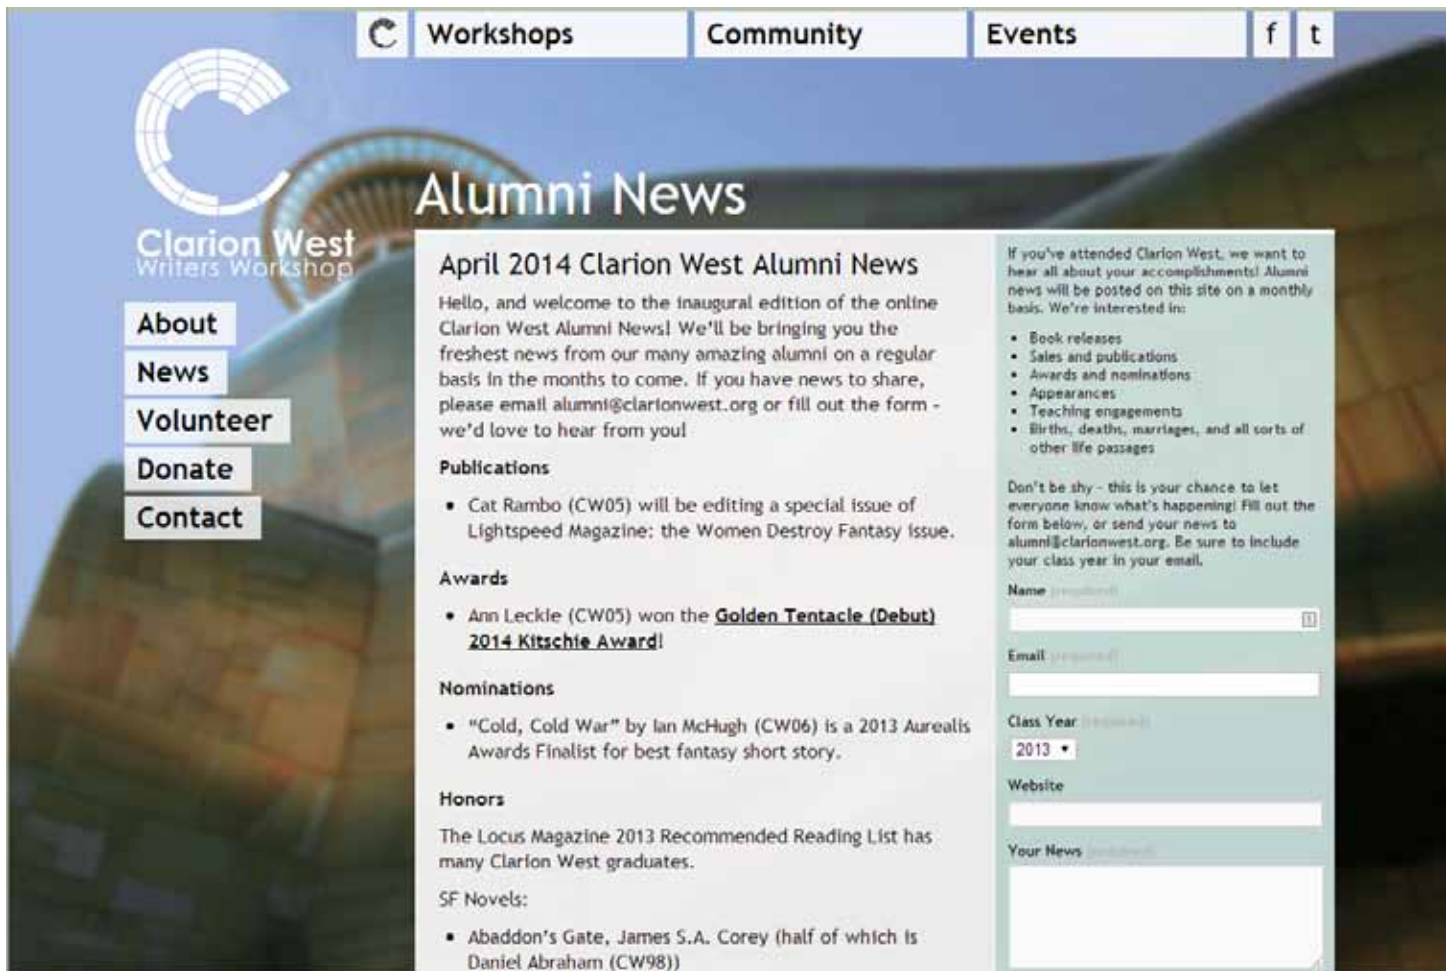 Workshops
Community
Events
f
t
Clarion West
Writers Workshop
About
News
Volunteer
Donate
Contact
Alumni News
April 2014 Clarion West Alumni News
Hello, and welcome to the inaugural edition of the online
Clarion West Alumni News! We'll be bringing you the
freshest news from our many amazing alumni on a regular
basis in the months to come. If you have news to share,
please email alumni@clarionwest.org or fill out the form -
we'd love to hear from you!
Publications
• Cat Rambo (CW05) will be editing a special issue of
Lightspeed Magazine: the Women Destroy Fantasy issue.
Awards
• Ann Leckie (CW05) won the Golden Tentacle (Debut)
2014 Kitschie Award!
Nominations
• “Cold, Cold War” by Ian McHugh (CW06) is a 2013 Aurealis
Awards Finalist for best fantasy short story.
Honors
The Locus Magazine 2013 Recommended Reading List has
many Clarion West graduates.
SF Novels:
• Abaddon's Gate, James S.A. Corey (half of which is
Daniel Abraham (CW98))
If you've attended Clarion West, we want to
hear all about your accomplishments! Alumni
news will be posted on this site on a monthly
basis. We're interested in:
• Book releases
• Sales and publications
• Awards and nominations
• Appearances
• Teaching engagements
• Births, deaths, marriages, and all sorts of
other life passages
Don't be shy - this is your chance to let
everyone know what's happening! Fill out the
form below, or send your news to
alumni@clarionwest.org. Be sure to include
your class year in your email.
Name (required)
Email (required)
Class Year (required)
2013
Website
Your News (required)